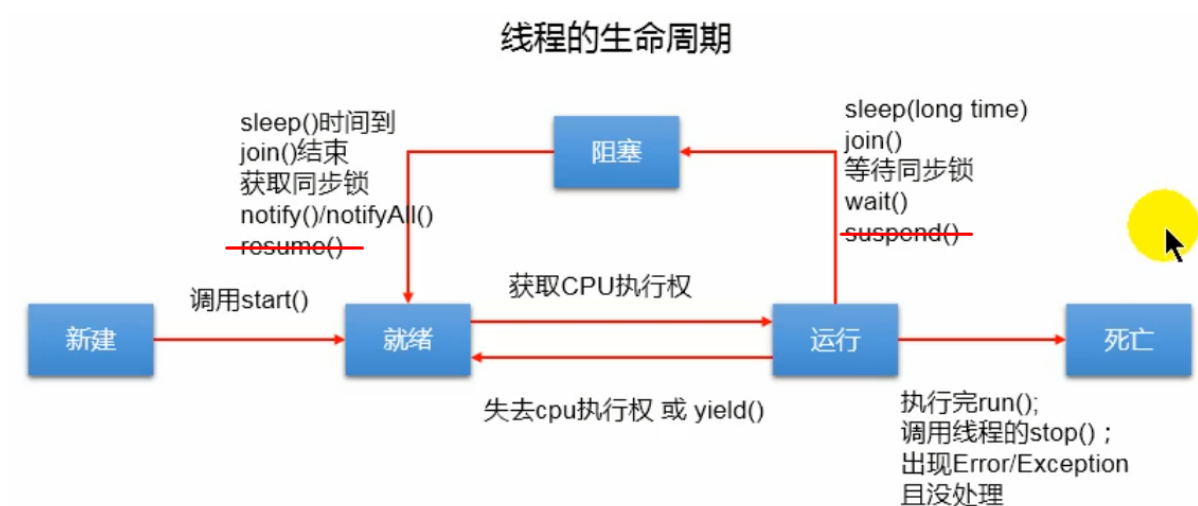 线程的生命周期
sleep()时间到
join()结束
获取同步锁
notify()/notifyAll()
resume()
阻塞
sleep(long time)
join()
等待同步锁
wait()
suspend()
调用start()
获取CPU执行权
新建
就绪
运行
死亡
失去cpu执行权 或 yield()
执行完run();
调用线程的stop() ；
出现Error/Exception
且没处理